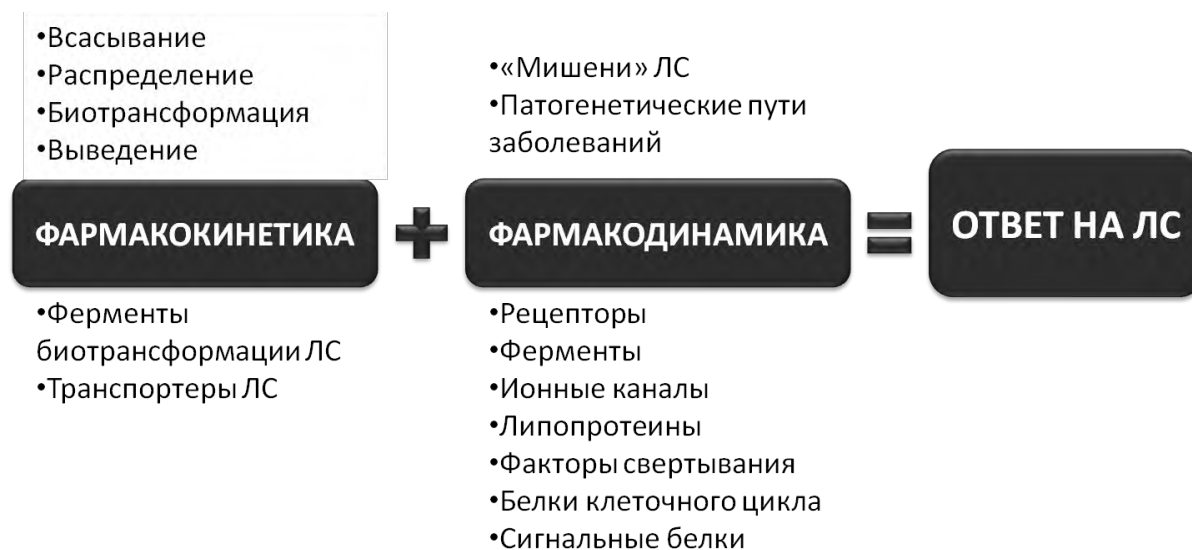 •Всасывание
•Распределение
•Биотрансформация
•Выведение
•«Мишени» ЛС
•Патогенетические пути
заболеваний
ФАРМАКОКИНЕТИКА
+
ФАРМАКОДИНАМИКА
=
ОТВЕТ НА ЛС
•Ферменты
биотрансформации ЛС
•Транспортеры ЛС
•Рецепторы
•Ферменты
•Ионные каналы
•Липопротеины
•Факторы свертывания
•Белки клеточного цикла
•Сигнальные белки